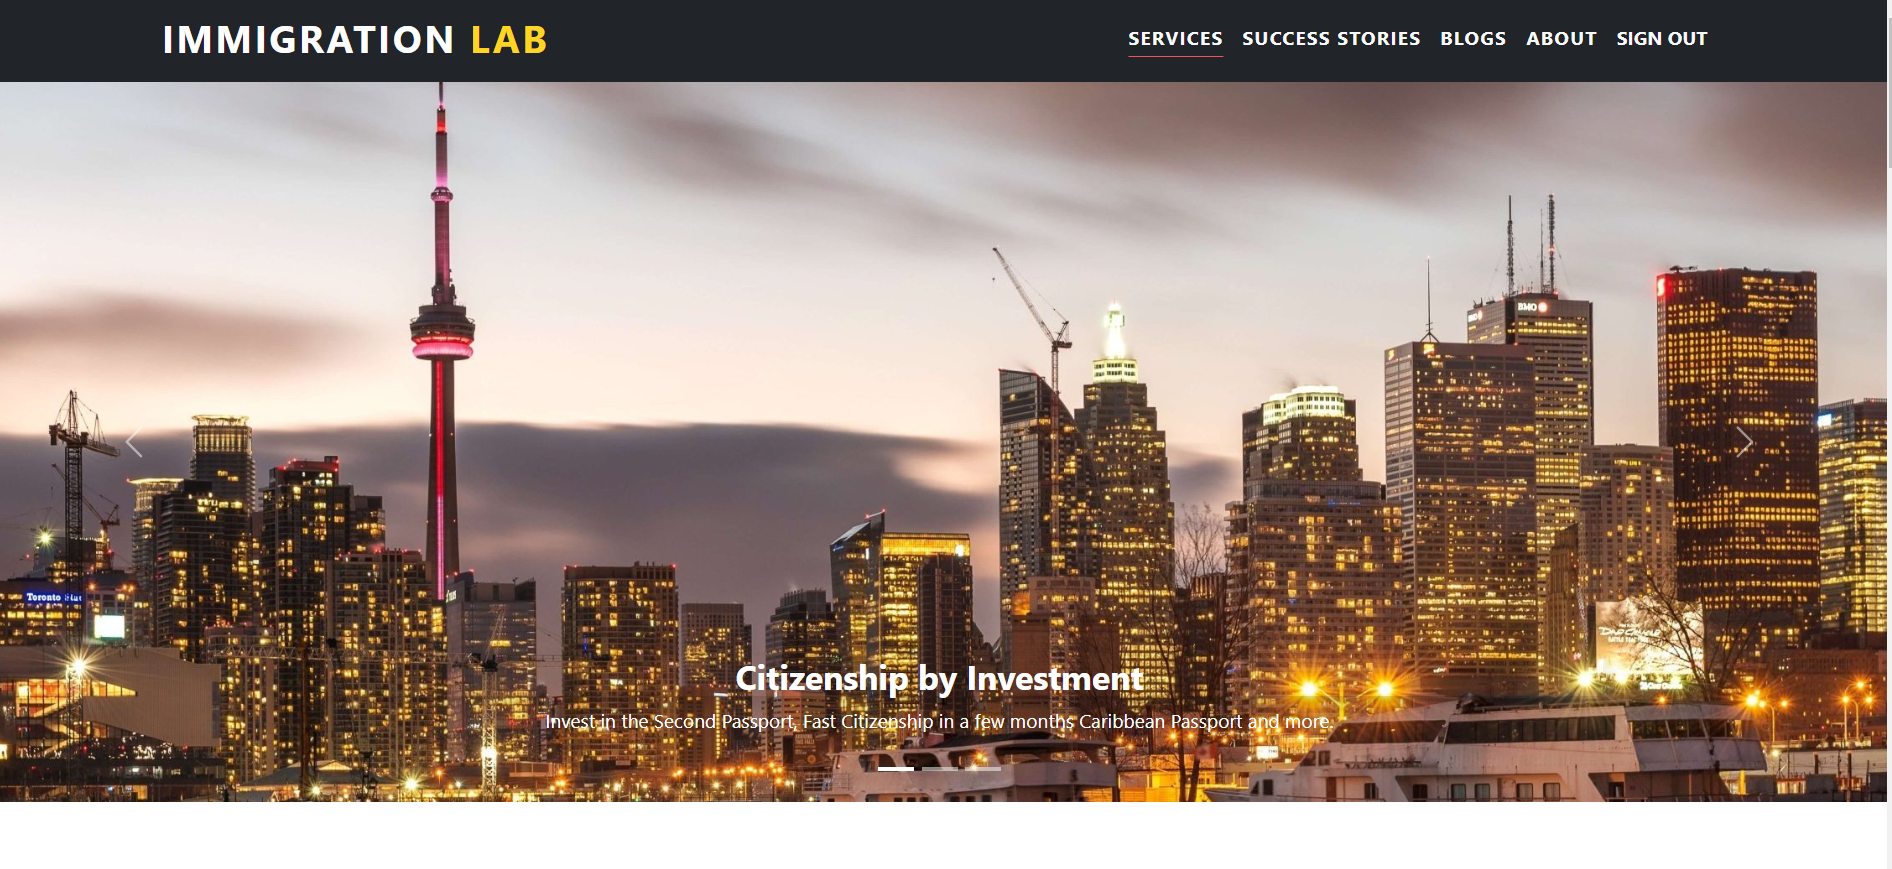 IMMIGRATION LAB
SERVICES SUCCESS STORIES BLOGS ABOUT SIGN OUT
BMO
Toronto Star
Citizenship by Investment
Invest in the Second Passport, Fast Citizenship in a few months Caribbean Passport and more.